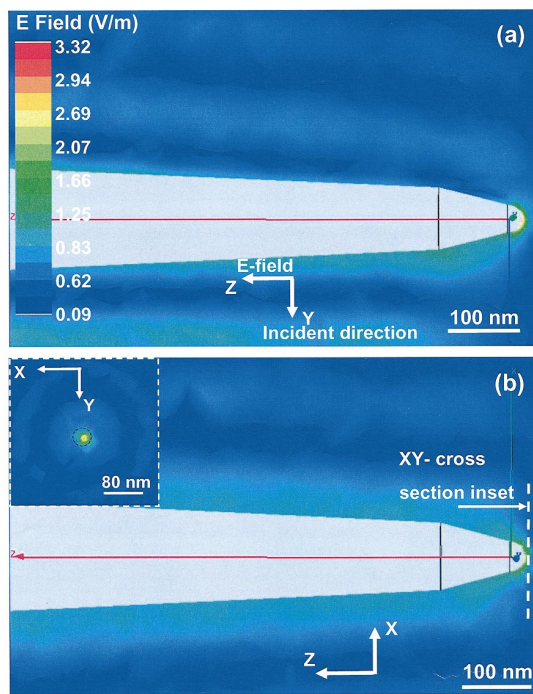 E Field (V/m)
(a)
3.32
2.94
2.69
2.07
1.66
1.25
0.83
0.62
0.09
Z
E-field
Z
Y
Incident direction
100 nm
X
Y
80 nm
(b)
XY- cross
section inset
Z
X
Z
100 nm